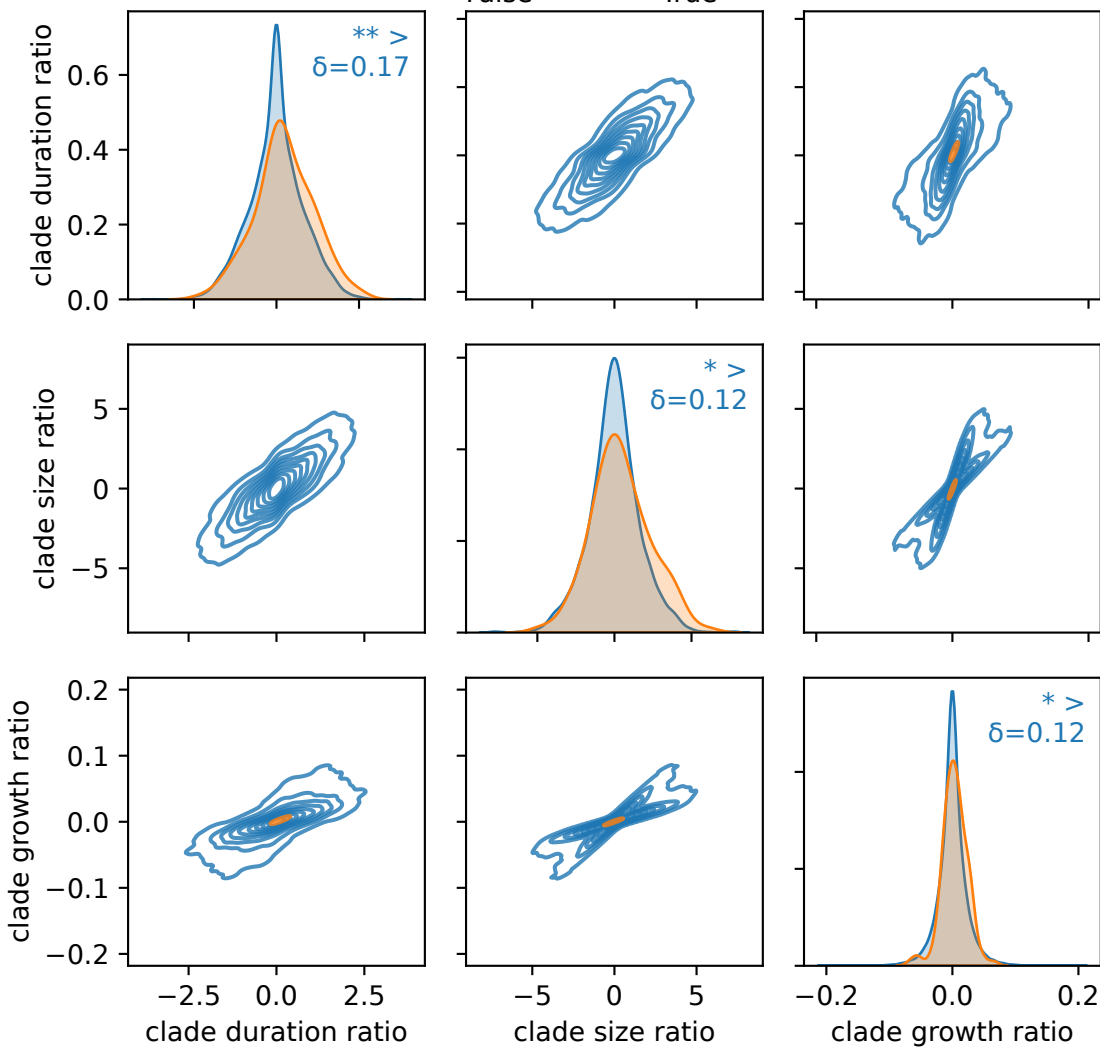 False True
clade duration ratio
0.6
0.4
0.2
0.0
** >
δ=0.17
clade size ratio
5
0
−5
* >
δ=0.12
clade growth ratio
0.2
0.1
0.0
−0.1
−0.2
* >
δ=0.12
−2.5 0.0 2.5
−5 0 5
−0.2 0.0 0.2
clade duration ratio
clade size ratio
clade growth ratio